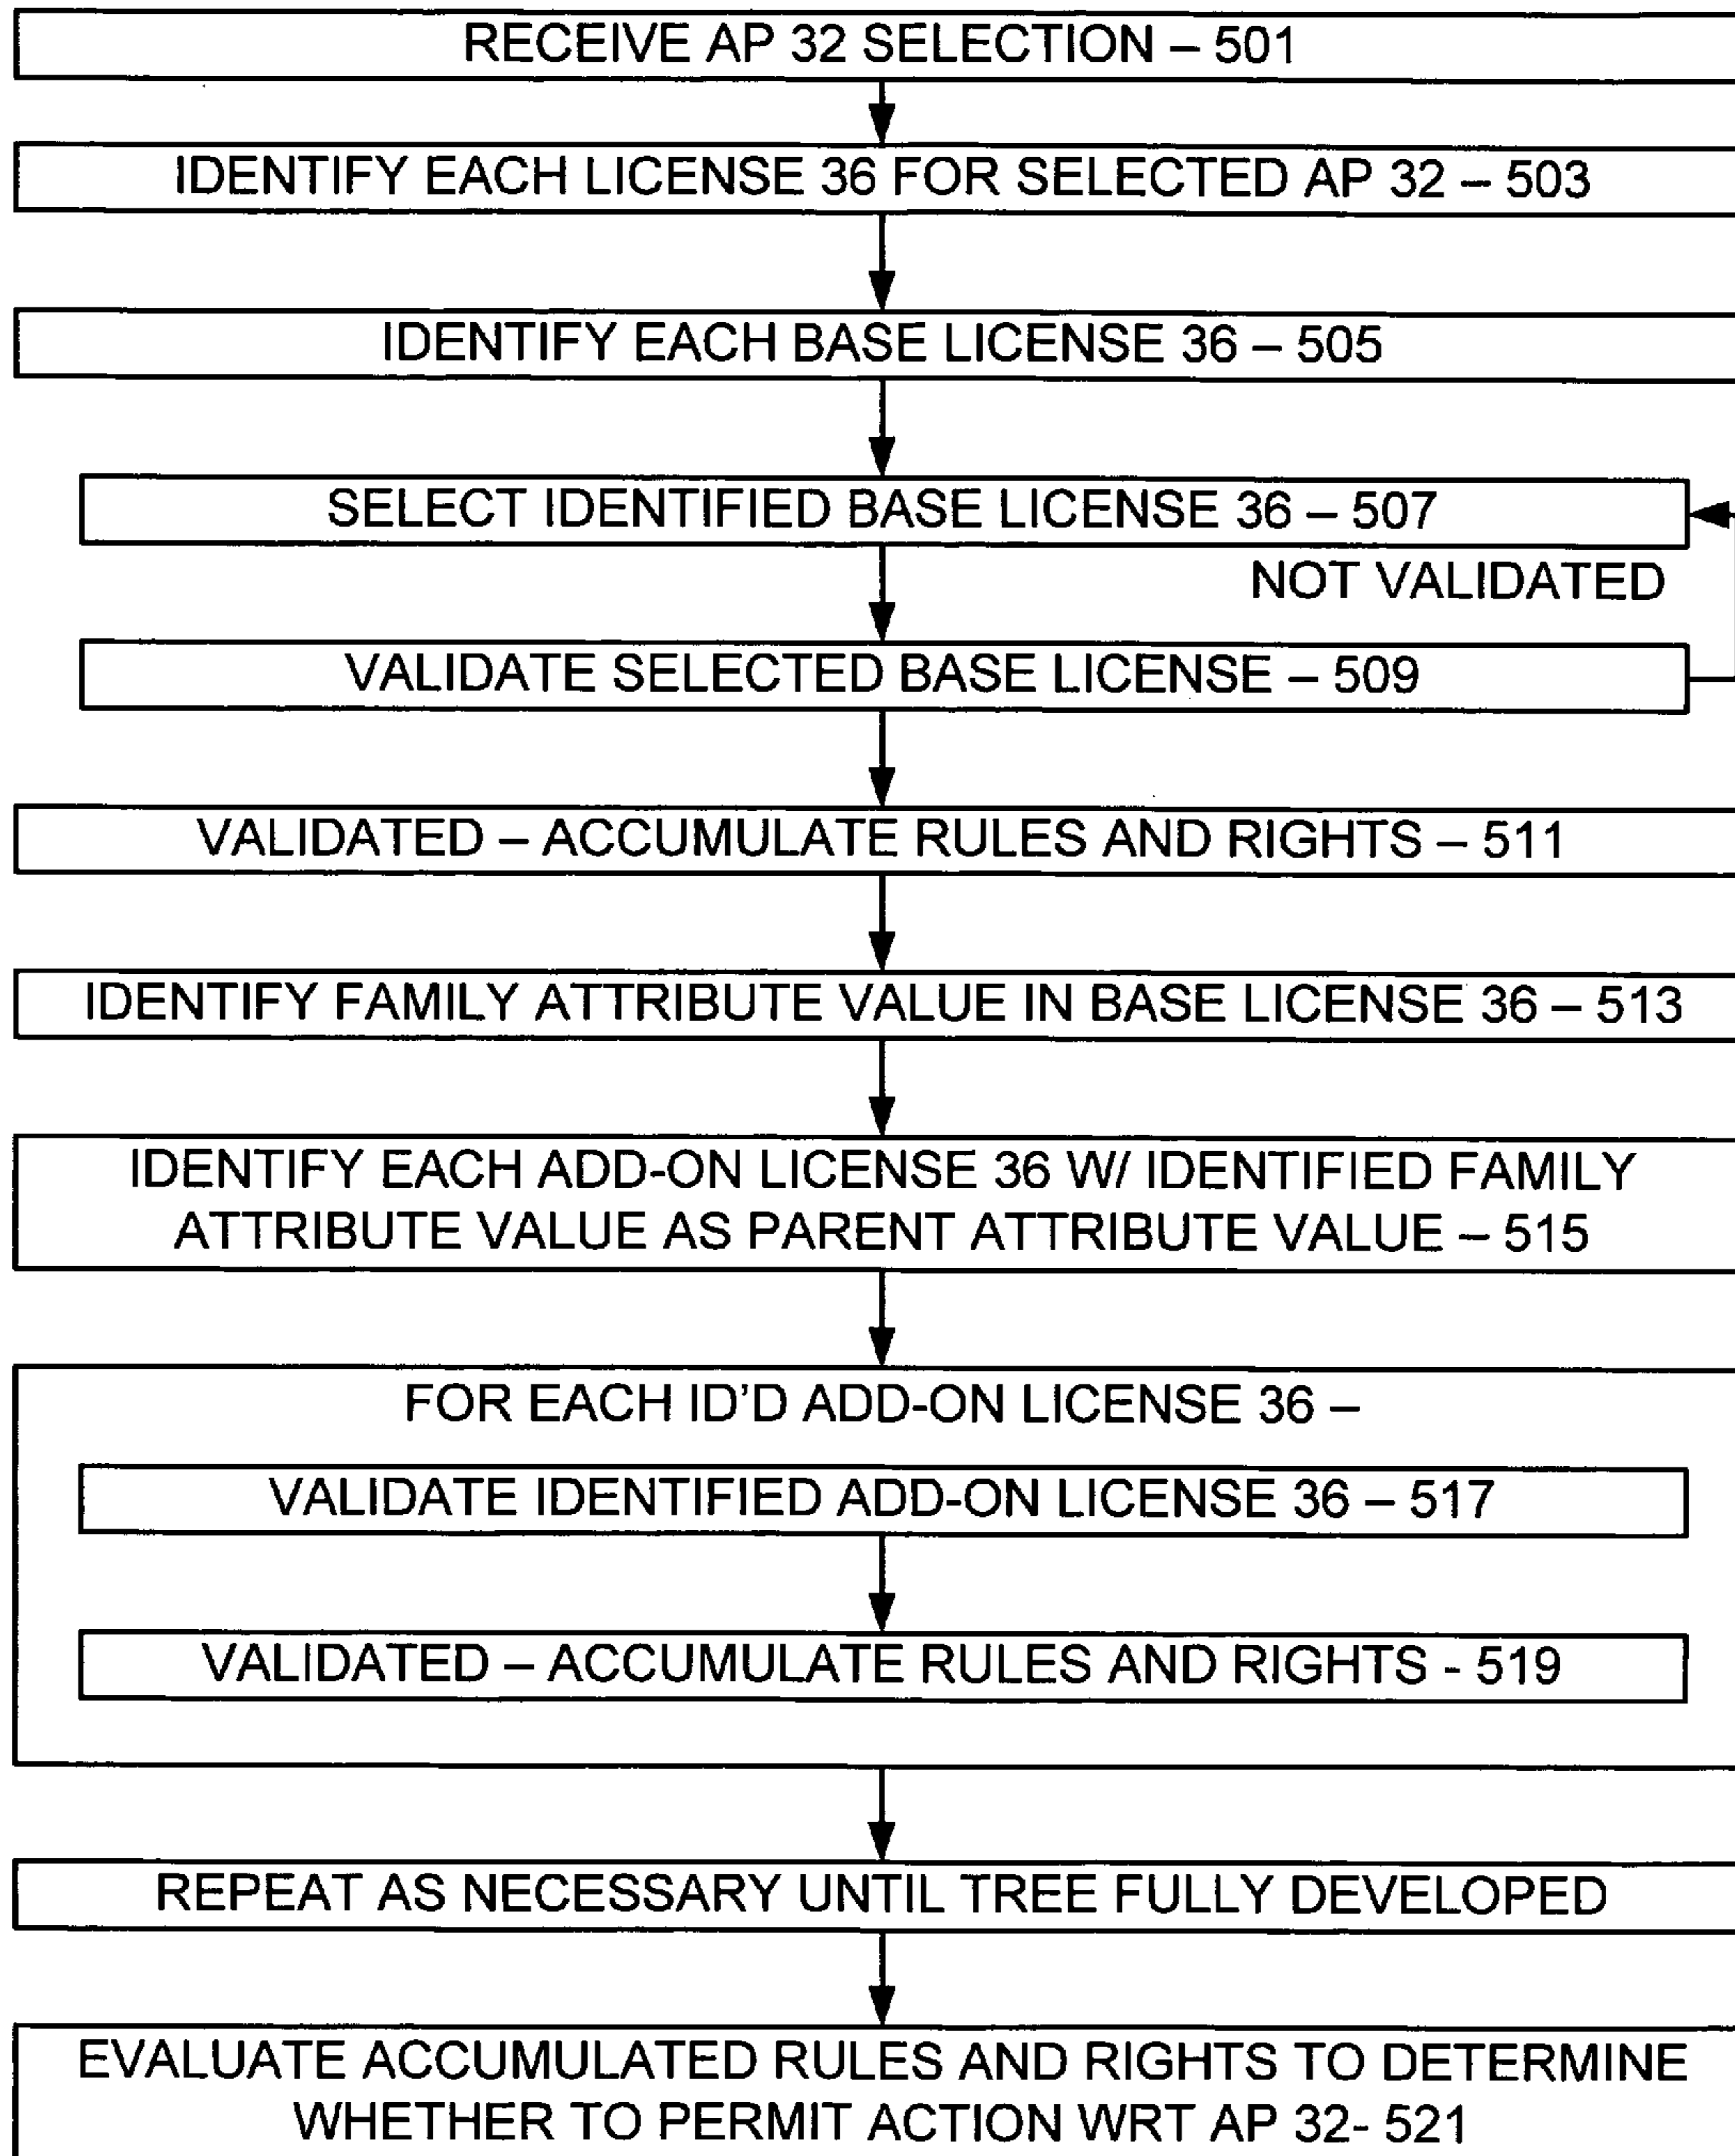 RECEIVE AP 32 SELECTION – 501
IDENTIFY EACH LICENSE 36 FOR SELECTED AP 32 – 503
IDENTIFY EACH BASE LICENSE 36 – 505
SELECT IDENTIFIED BASE LICENSE 36 – 507
NOT VALIDATED
VALIDATE SELECTED BASE LICENSE – 509
VALIDATED – ACCUMULATE RULES AND RIGHTS – 511
IDENTIFY FAMILY ATTRIBUTE VALUE IN BASE LICENSE 36 – 513
IDENTIFY EACH ADD-ON LICENSE 36 W/ IDENTIFIED FAMILY
ATTRIBUTE VALUE AS PARENT ATTRIBUTE VALUE – 515
FOR EACH ID'D ADD-ON LICENSE 36 –
VALIDATE IDENTIFIED ADD-ON LICENSE 36 – 517
VALIDATED – ACCUMULATE RULES AND RIGHTS - 519
REPEAT AS NECESSARY UNTIL TREE FULLY DEVELOPED
EVALUATE ACCUMULATED RULES AND RIGHTS TO DETERMINE
WHETHER TO PERMIT ACTION WRT AP 32- 521